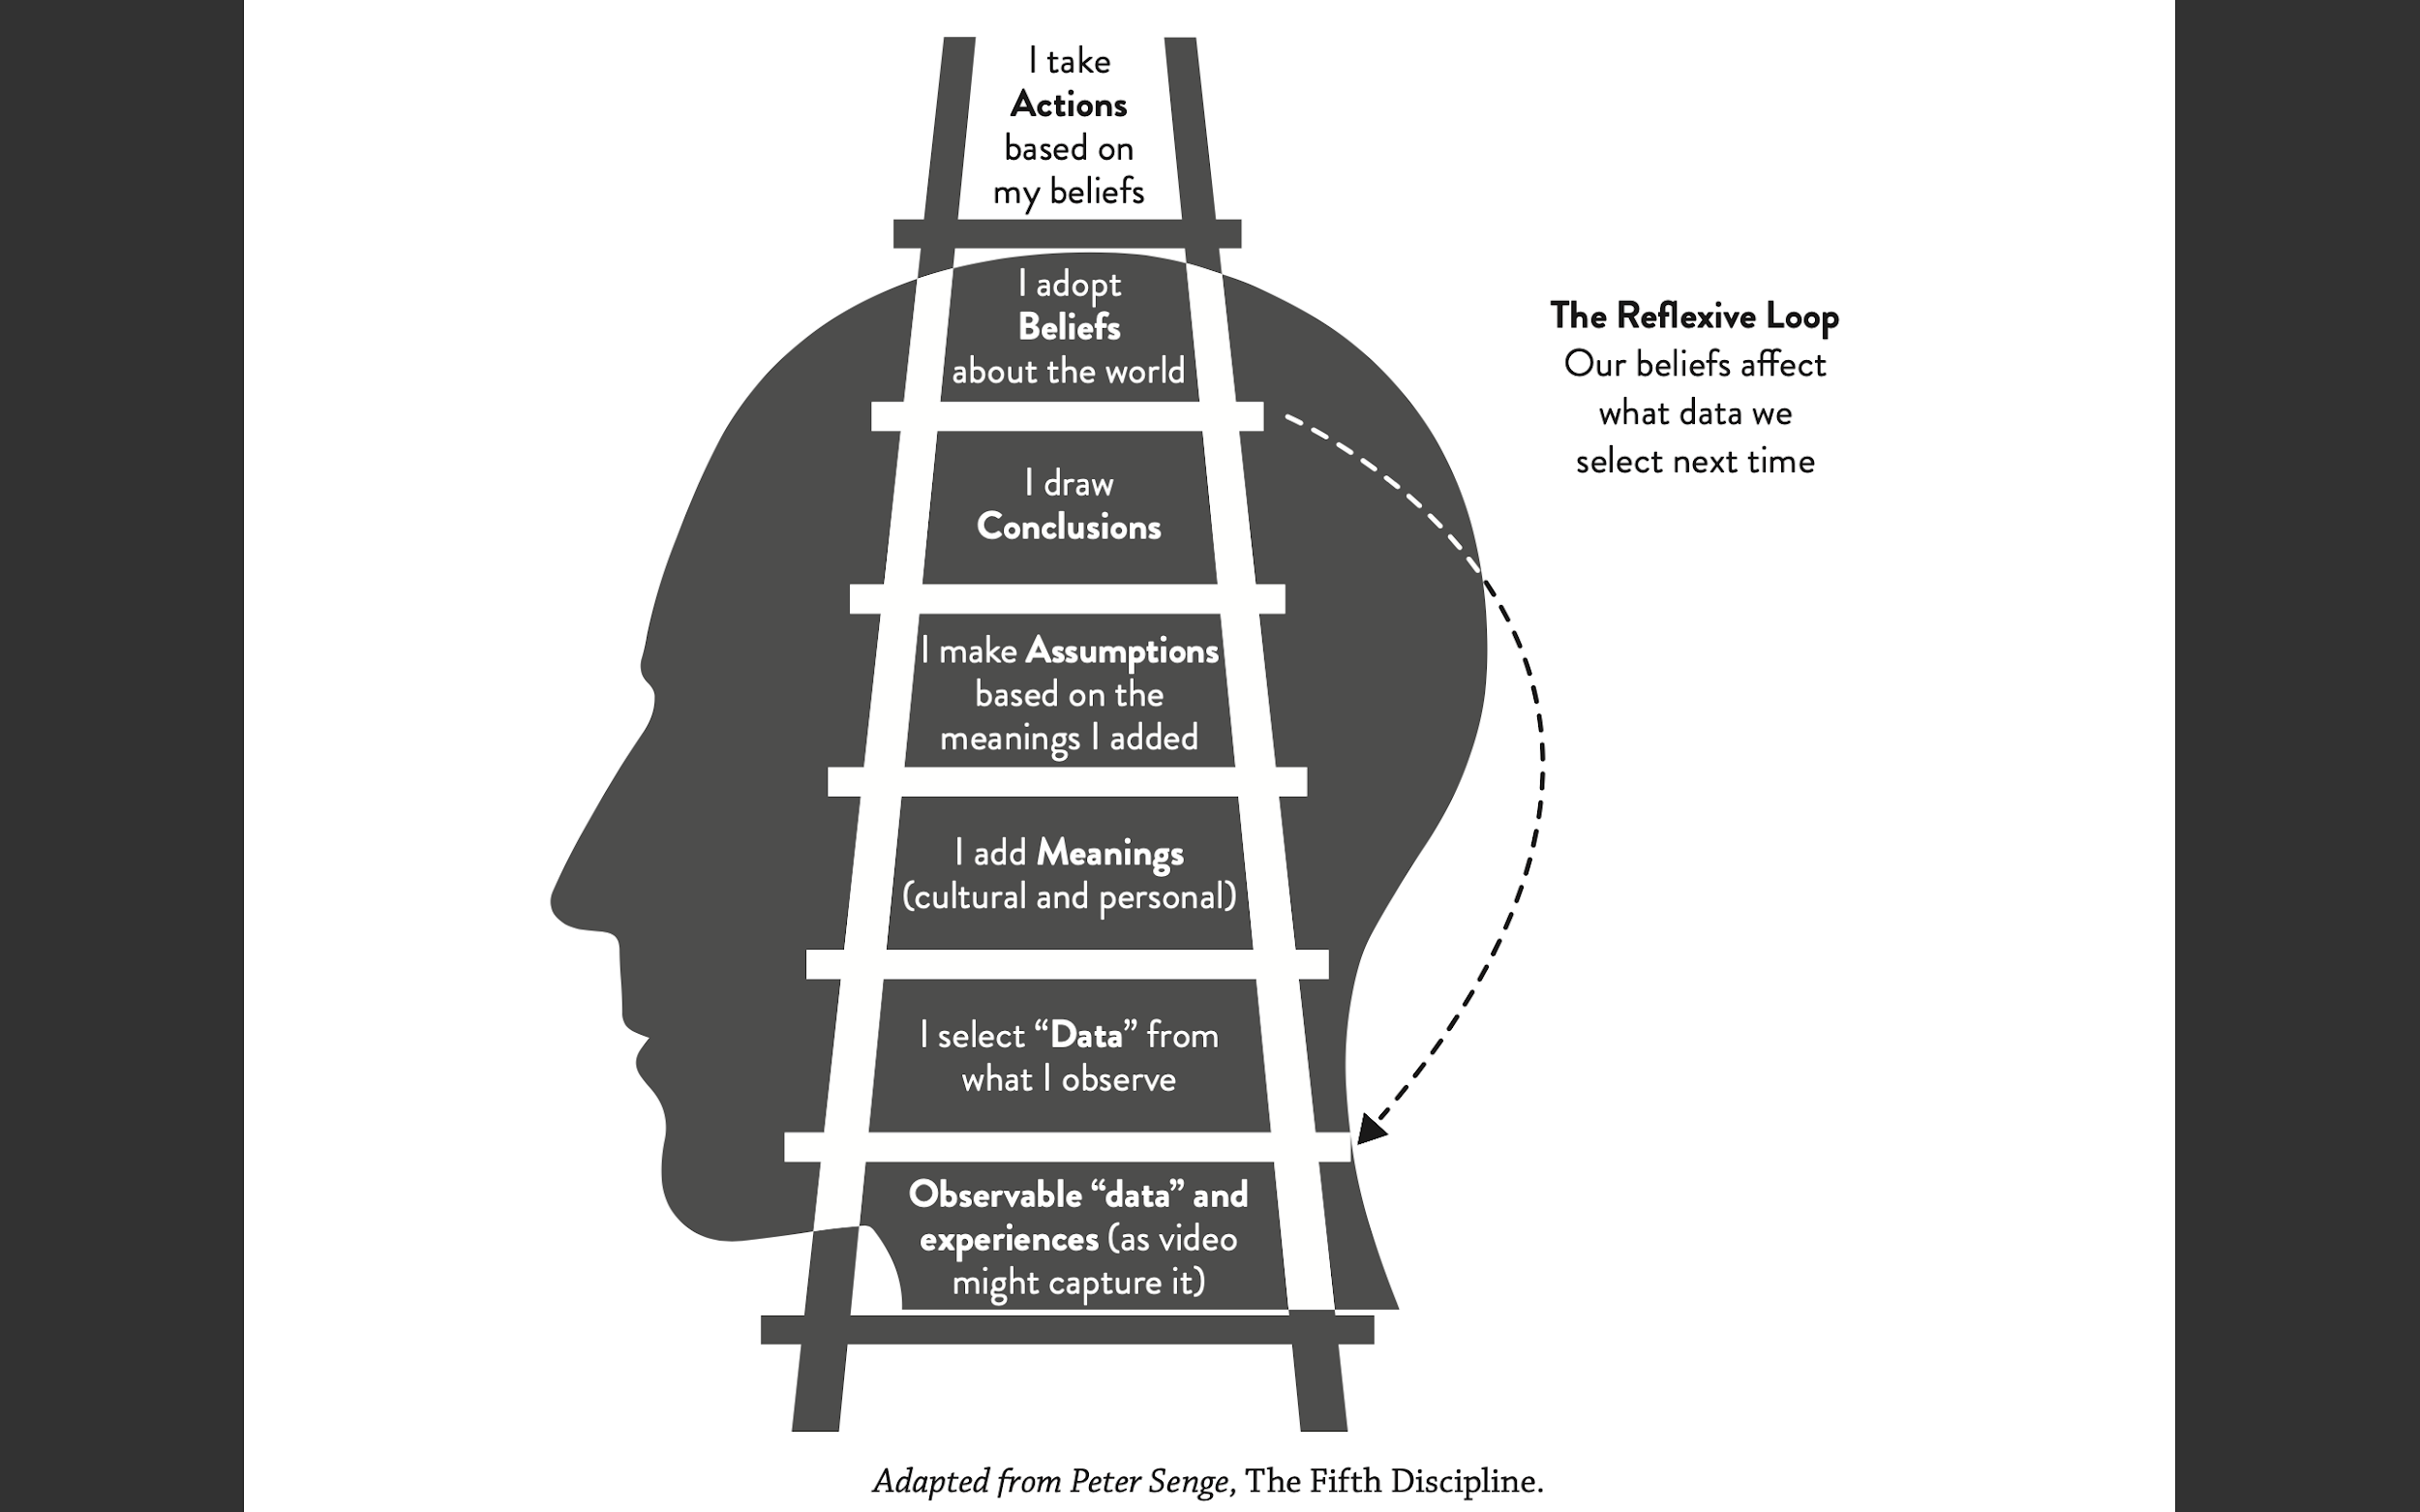 I take
Actions
based on
my beliefs
I adopt
Beliefs
about the world
I draw
Conclusions
I make Assumptions
based on the
meanings I added
I add Meanings
(cultural and personal)
I select “Data” from
what I observe
Observable “data” and
experiences (as video
might capture it)
The Reflexive Loop
Our beliefs affect
what data we
select next time
Adapted from Peter Senge, The Fifth Discipline.